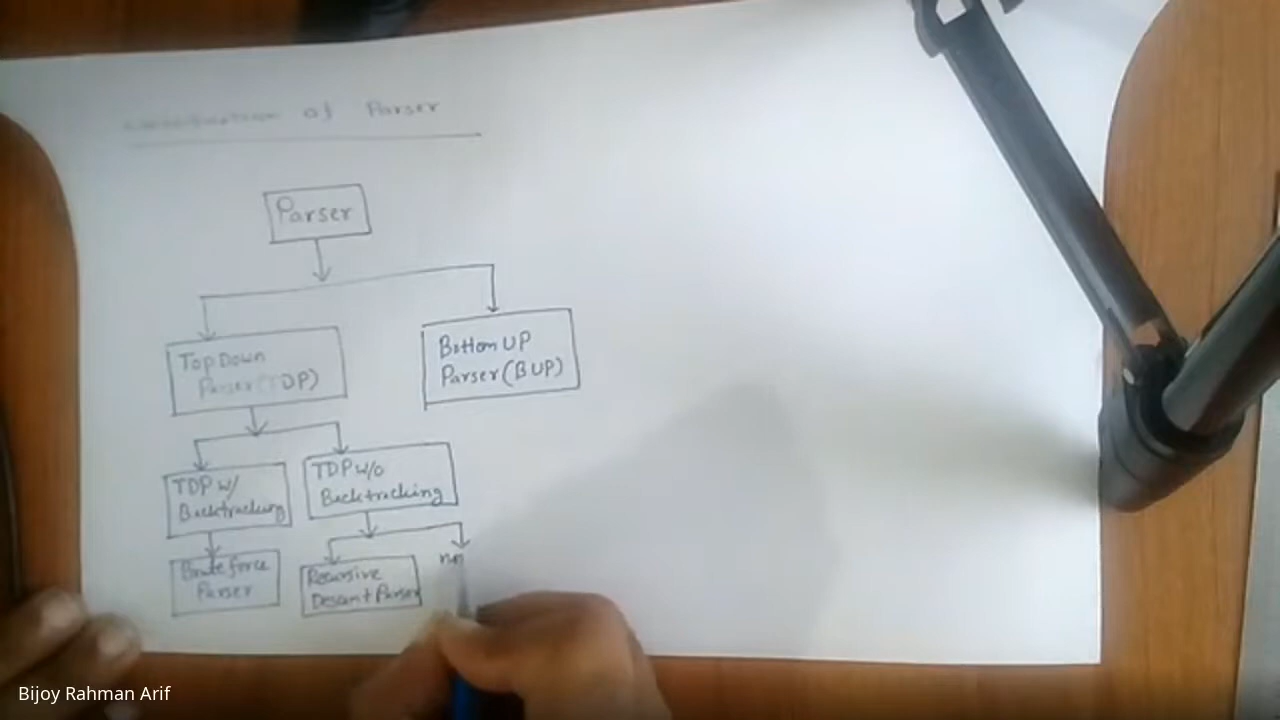 of Parser
Parser
Top Down
Parser (TDP)
Bottom UP
Parser (BUP)
TDP w/
Backtracking
TDP w/o
Backtracking
Brute force
Parser
Recursive
Descent Parser
Bijoy Rahman Arif